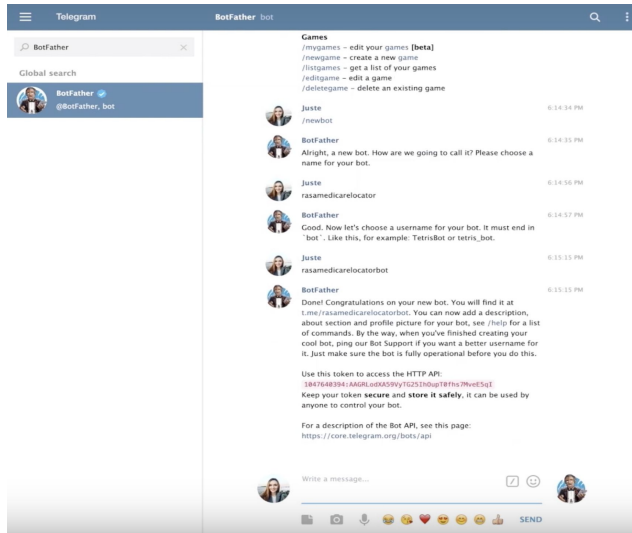 Telegram
BotFather bot
BotFather
Global search
BotFather
@BotFather, bot
Games
/mygames – edit your games [beta]
/newgame – create a new game
/listgames – get a list of your games
/editgame – edit a game
/deletegame – delete an existing game
Juste 6:14:34 PM
/newbot
BotFather 6:14:35 PM
Alright, a new bot. How are we going to call it? Please choose a
name for your bot.
Juste 6:14:56 PM
rasamedicarelocator
BotFather 6:14:57 PM
Good. Now let's choose a username for your bot. It must end in
`bot`. Like this, for example: TetrisBot or tetris_bot.
Juste 6:15:15 PM
rasamedicarelocatorbot
BotFather 6:15:15 PM
Done! Congratulations on your new bot. You will find it at
t.me/rasamedicarelocatorbot. You can now add a description,
about section and profile picture for your bot, see /help for a list
of commands. By the way, when you've finished creating your
cool bot, ping our Bot Support if you want a better username for
it. Just make sure the bot is fully operational before you do this.
Use this token to access the HTTP API:
Keep your token secure and store it safely, it can be used by
anyone to control your bot.
For a description of the Bot API, see this page:
https://core.telegram.org/bots/api
Write a message...
SEND